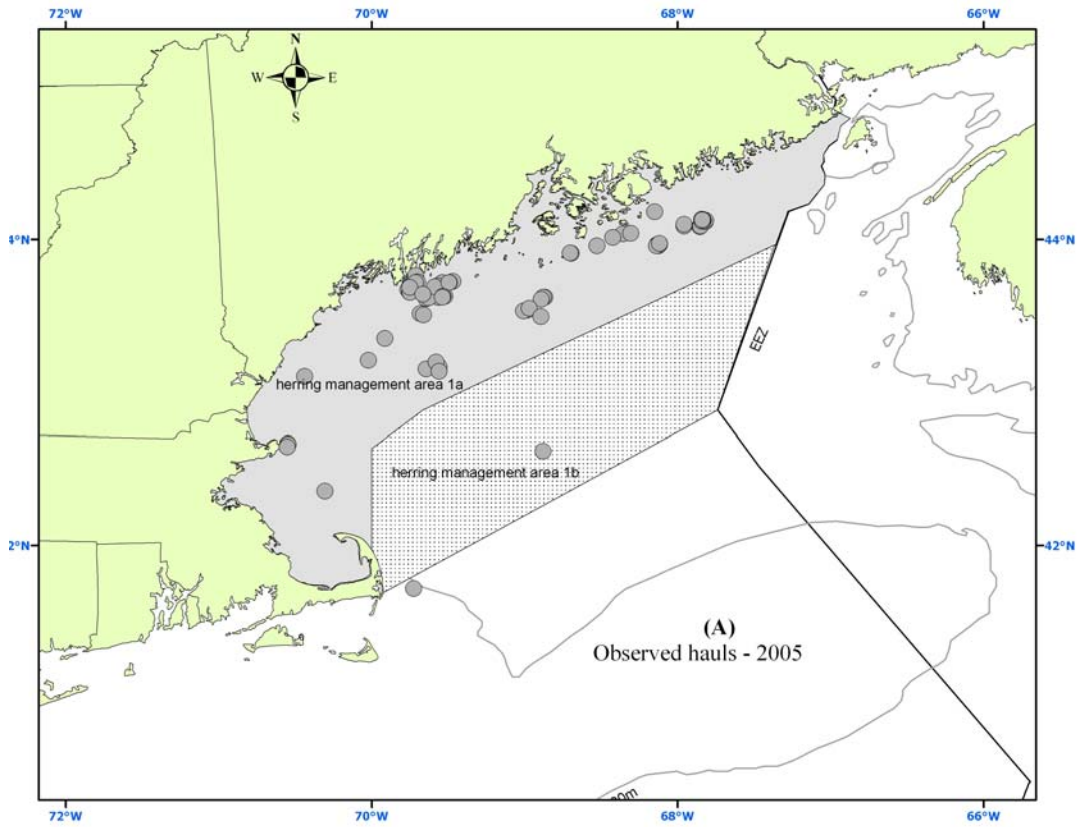 72°W 70°W 68°W 66°W
N
W E
S
4°N 44°N
EEZ
herring management area 1a
herring management area 1b
2°N 42°N
(A)
Observed hauls - 2005
72°W 70°W 68°W 66°W